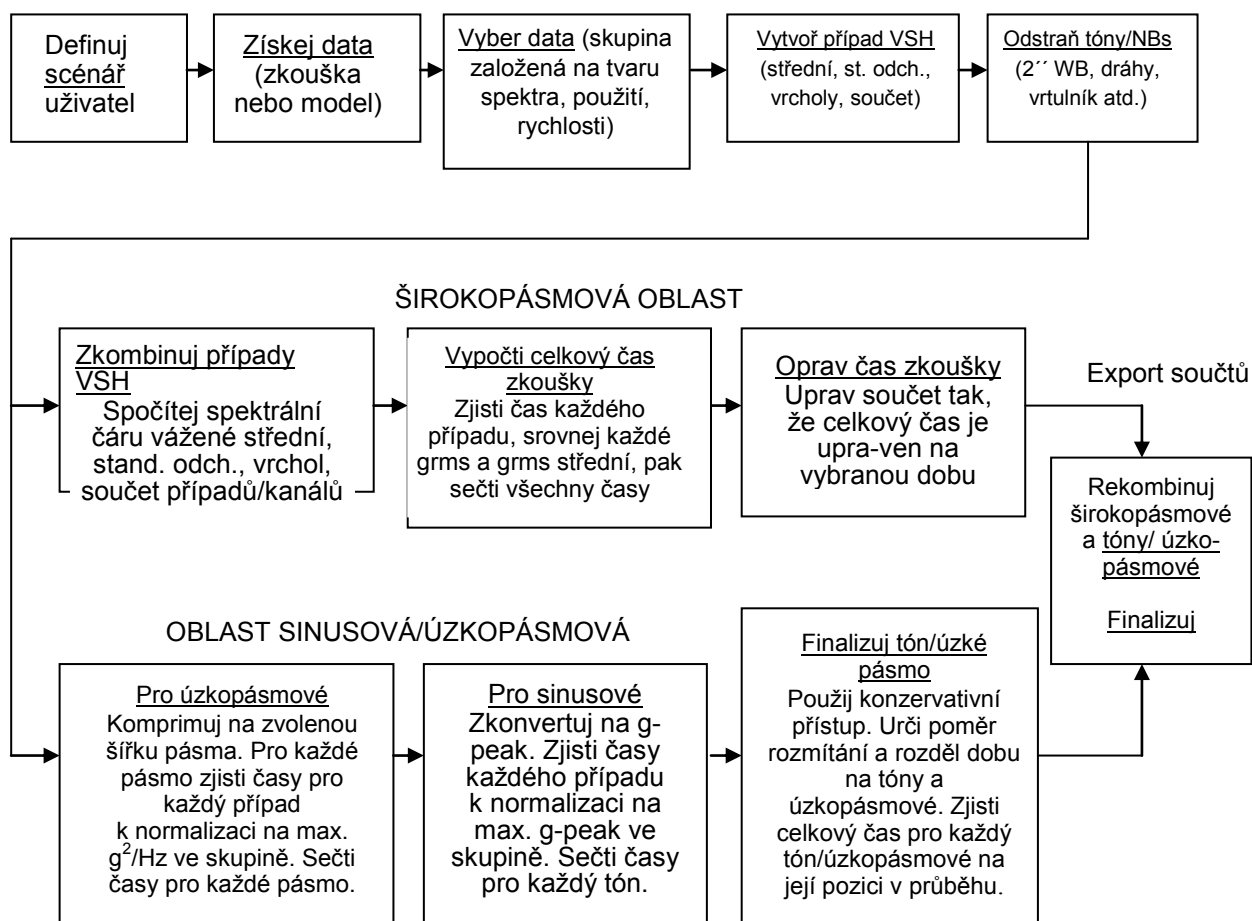 Definuj
scénář
uživatel
Získej data
(zkouška
nebo model)
Vyber data (skupina
založená na tvaru
spektra, použití,
rychlosti)
Vytvoř případ VSH
(střední, st. odch.,
vrcholy, součet)
Odstraň tóny/NBs
(2´´ WB, dráhy,
vrtulník atd.)
ŠIROKOPÁSMOVÁ OBLAST
Zkombinuj případy
VSH
Spočítej spektrální
čáru vážené střední,
stand. odch., vrchol,
součet případů/kanálů
Vypočti celkový čas
zkoušky
Zjisti čas každého
případu, srovnej každé
grms a grms střední, pak
sečti všechny časy
Oprav čas zkoušky
Uprav součet tak,
že celkový čas je
upra-ven na
vybranou dobu
Export součtů
Rekombinuj
širokopásmové
a tóny/ úzko-
pásmové
Finalizuj
OBLAST SINUSOVÁ/ÚZKOPÁSMOVÁ
Pro úzkopásmové
Komprimuj na zvolenou
šířku pásma. Pro každé
pásmo zjisti časy pro
každý případ
k normalizaci na max.
g²/Hz ve skupině. Sečti
časy pro každé pásmo.
Pro sinusové
Zkonvertuj na g-
peak. Zjisti časy
každého případu
k normalizaci na
max. g-peak ve
skupině. Sečti časy
pro každý tón.
Finalizuj tón/úzké
pásmo
Použij konzervativní
přístup. Urči poměr
rozmítání a rozděl dobu
na tóny a
úzkopásmové. Zjisti
celkový čas pro každý
tón/úzkopásmové na
její pozici v průběhu.